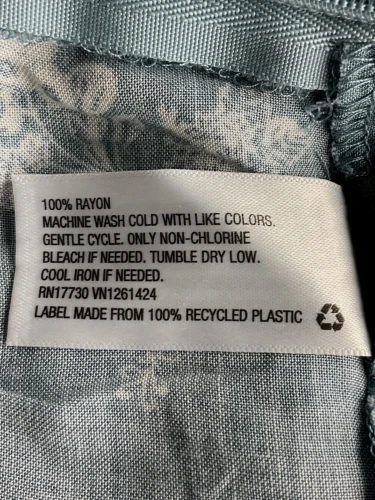 100% RAYON
MACHINE WASH COLD WITH LIKE COLORS.
GENTLE CYCLE. ONLY NON-CHLORINE
BLEACH IF NEEDED. TUMBLE DRY LOW.
COOL IRON IF NEEDED.
RN17730 VN1261424
LABEL MADE FROM 100% RECYCLED PLASTIC